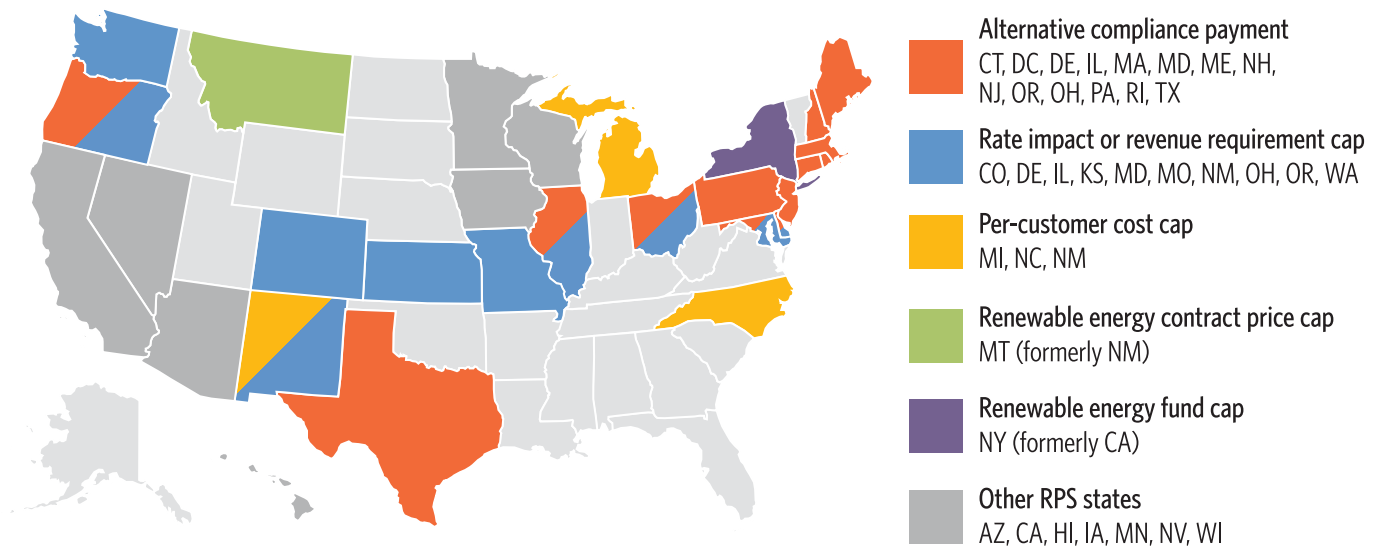 Alternative compliance payment
CT, DC, DE, IL, MA, MD, ME, NH,
NJ, OR, OH, PA, RI, TX
Rate impact or revenue requirement cap
CO, DE, IL, KS, MD, MO, NM, OH, OR, WA
Per-customer cost cap
MI, NC, NM
Renewable energy contract price cap
MT (formerly NM)
Renewable energy fund cap
NY (formerly CA)
Other RPS states
AZ, CA, HI, IA, MN, NV, WI